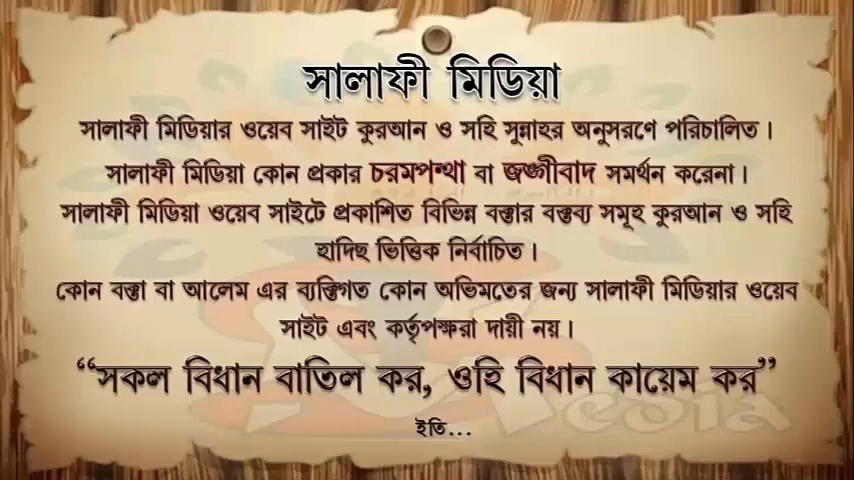 সালাফী মিডিয়া
সালাফী মিডিয়ার ওয়েব সাইট কুরআন ও সহি সুন্নাহর অনুসরণে পরিচালিত।
সালাফী মিডিয়া কোন প্রকার চরমপন্থা বা জঙ্গীবাদ সমর্থন করেনা।
সালাফী মিডিয়া ওয়েব সাইটে প্রকাশিত বিভিন্ন বক্তার বক্তব্য সমূহ কুরআন ও সহি
হাদিছ ভিত্তিক নির্বাচিত।
কোন বক্তা বা আলেম এর ব্যক্তিগত কোন অভিমতের জন্য সালাফী মিডিয়ার ওয়েব
সাইট এবং কর্তৃপক্ষরা দায়ী নয়।
“সকল বিধান বাতিল কর, ওহি বিধান কায়েম কর”
Media
ইতি...